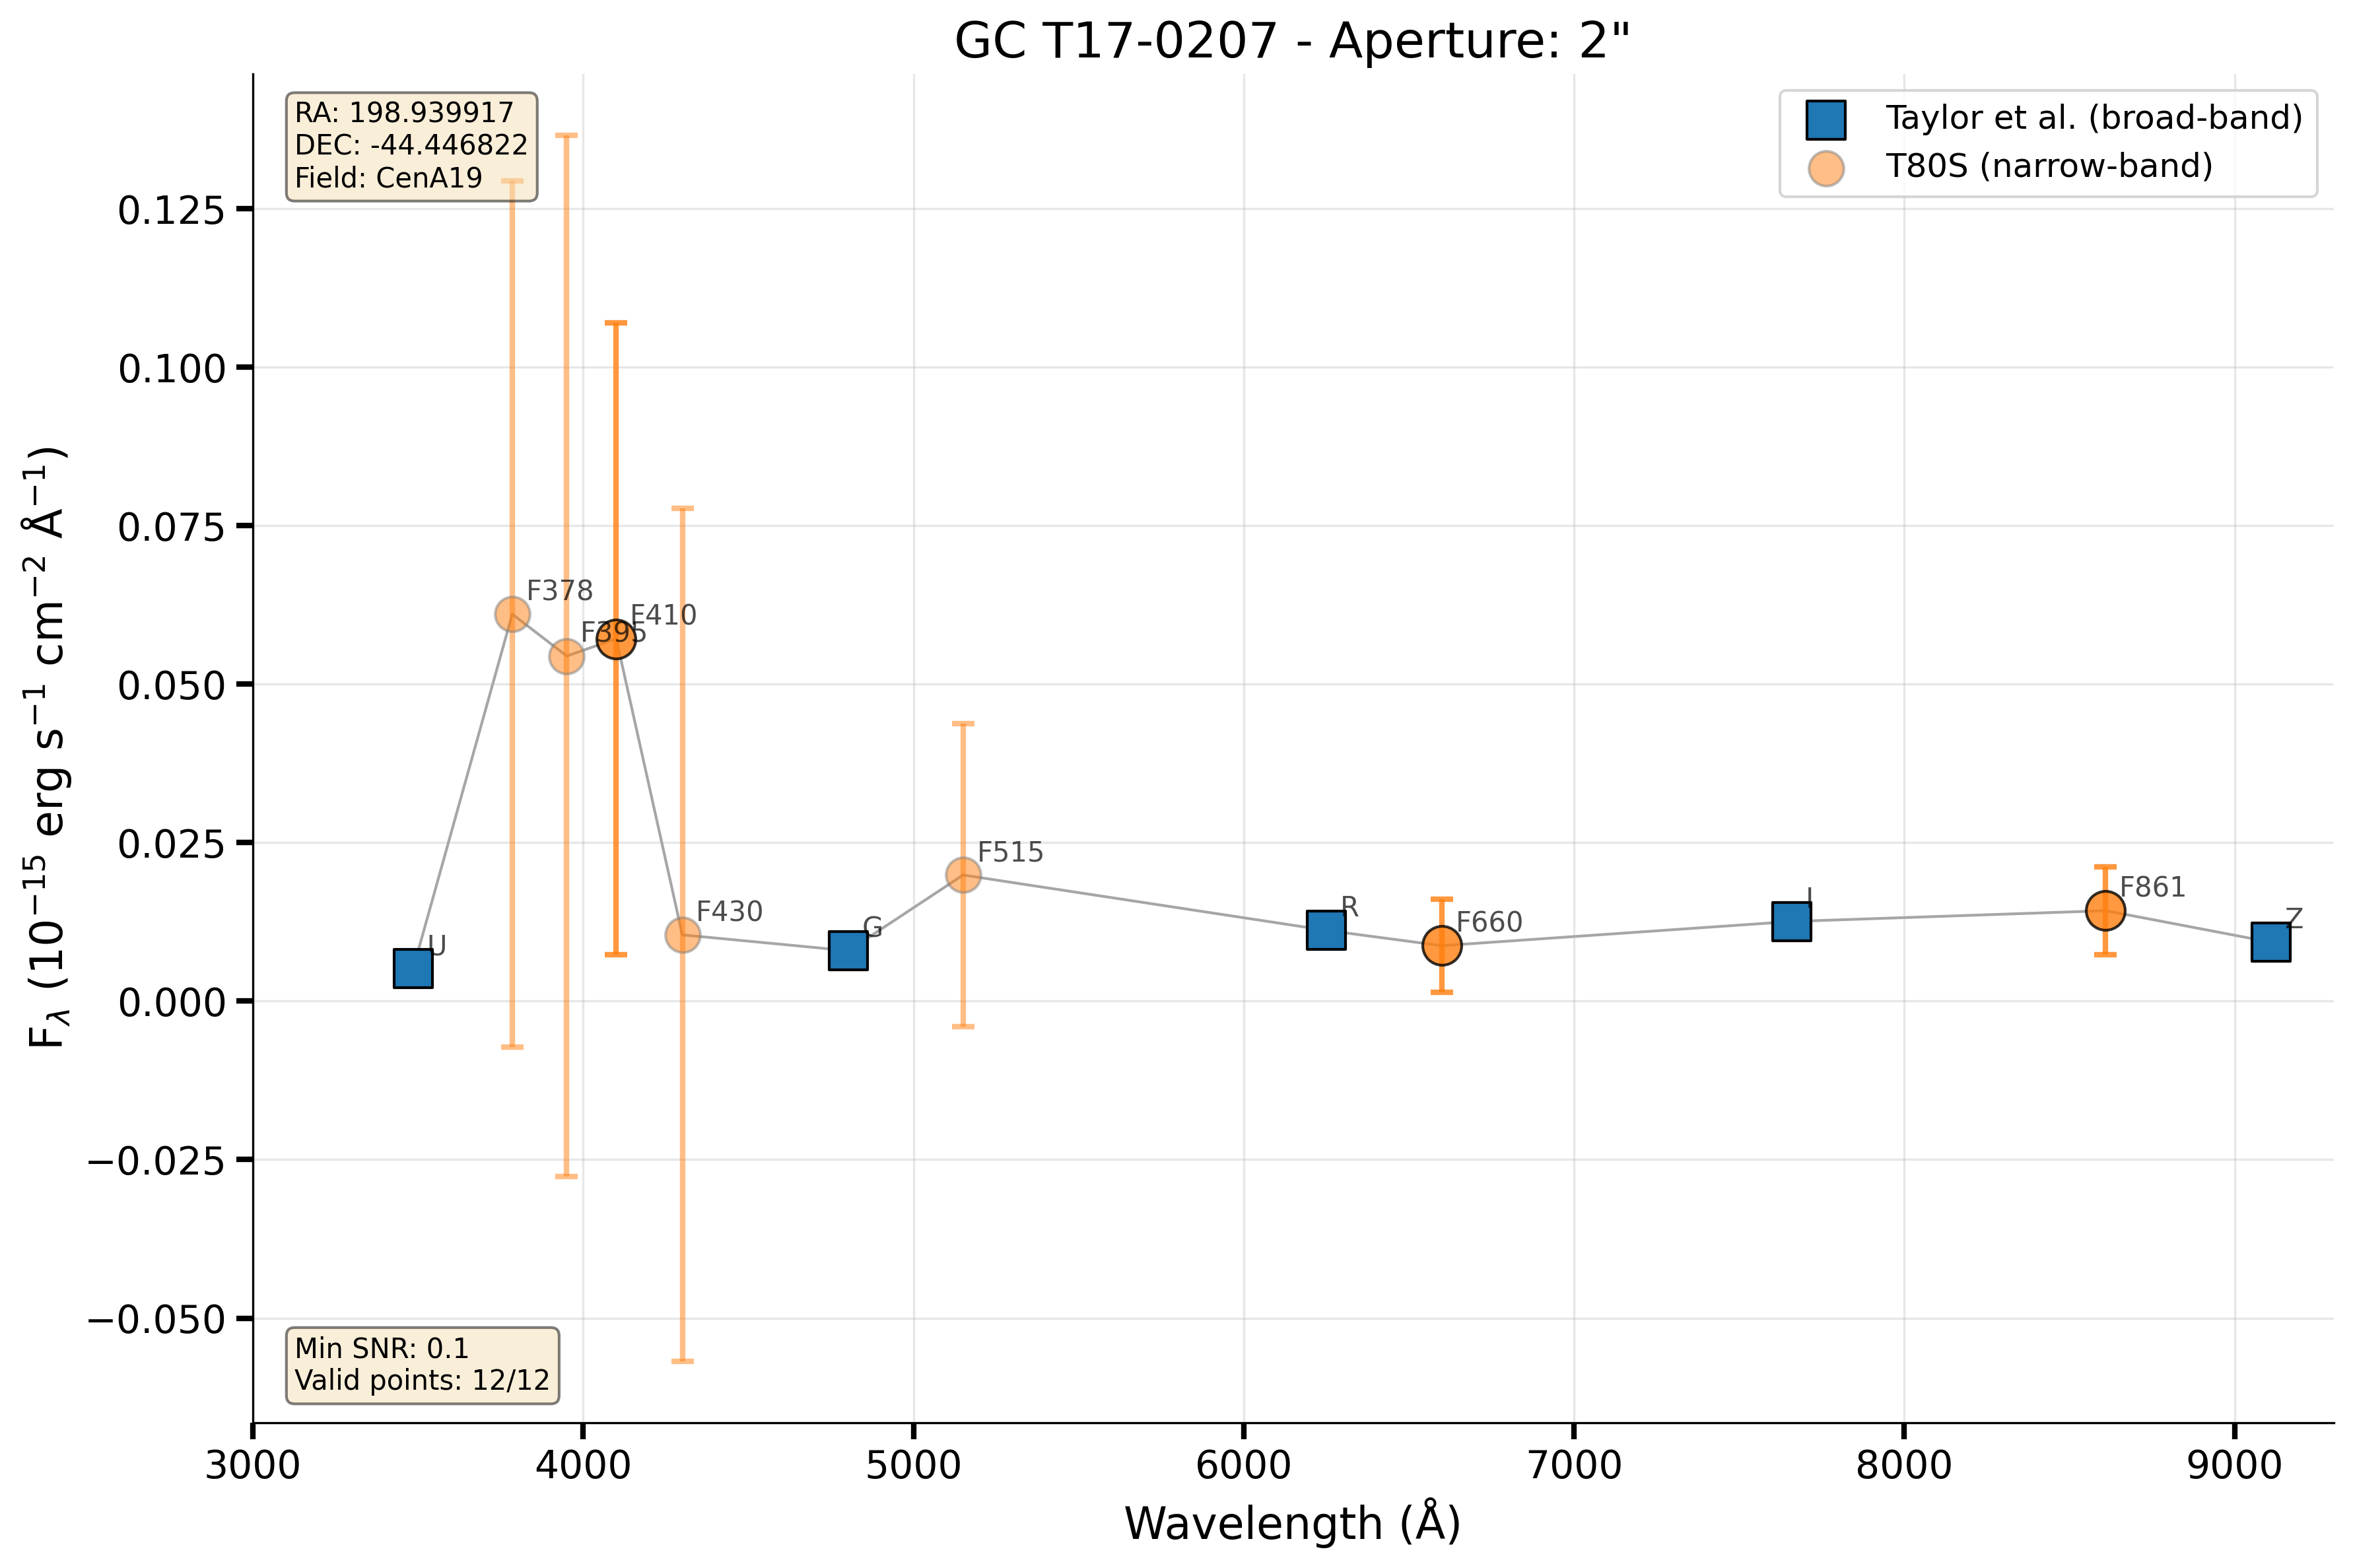 GC T17-0207 - Aperture: 2"
RA: 198.939917
DEC: -44.446822
Field: CenA19
Taylor et al. (broad-band)
T80S (narrow-band)
0.125
0.100
0.075
0.050
0.025
0.000
−0.025
−0.050
F_λ (10⁻¹⁵ erg s⁻¹ cm⁻² Å⁻¹)
U
F378
F395
F410
F430
G
F515
R
F660
I
F861
Z
Min SNR: 0.1
Valid points: 12/12
3000 4000 5000 6000 7000 8000 9000
Wavelength (Å)